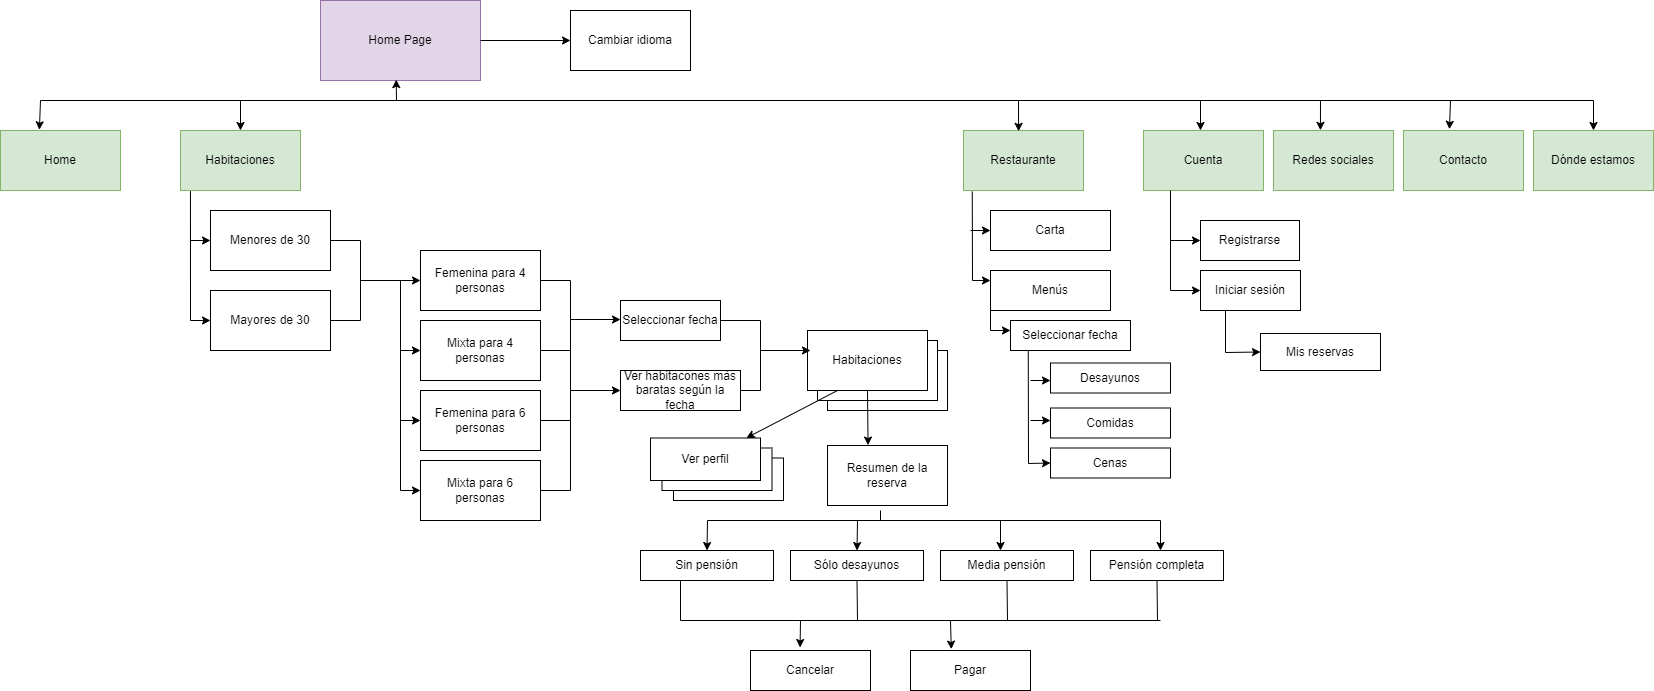 Home Page
Cambiar idioma
Home
Habitaciones
Restaurante
Cuenta
Redes sociales
Contacto
Dónde estamos
Menores de 30
Mayores de 30
Femenina para 4
personas
Mixta para 4
personas
Femenina para 6
personas
Mixta para 6
personas
Seleccionar fecha
Ver habitacones más
baratas según la
fecha
Habitaciones
Ver perfil
Resumen de la
reserva
Sin pensión
Sólo desayunos
Media pensión
Pensión completa
Cancelar
Pagar
Carta
Menús
Seleccionar fecha
Desayunos
Comidas
Cenas
Registrarse
Iniciar sesión
Mis reservas